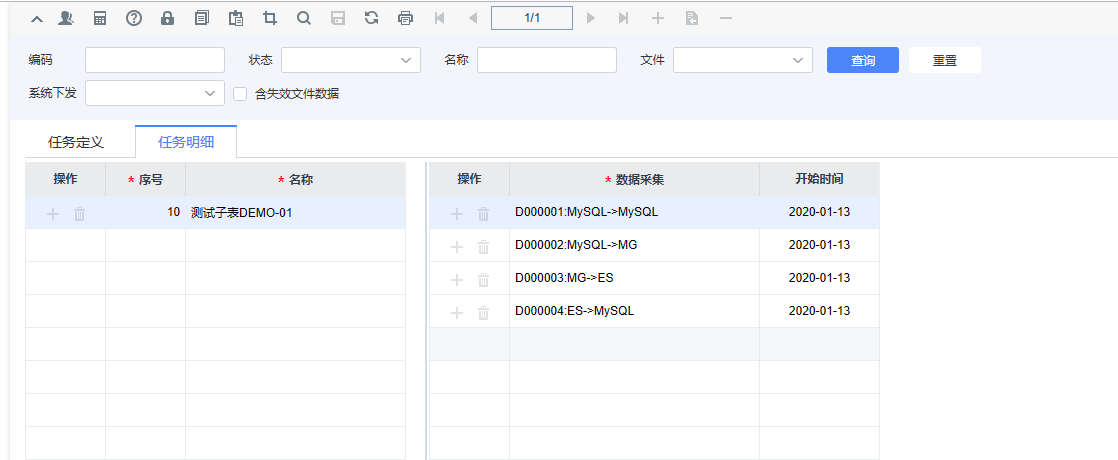 1/1
编码 状态 名称 文件 查询 重置
系统下发 含失效文件数据
任务定义 任务明细
操作 * 序号 * 名称 操作 * 数据采集 开始时间
10 测试子表DEMO-01 D000001:MySQL->MySQL 2020-01-13
D000002:MySQL->MG 2020-01-13
D000003:MG->ES 2020-01-13
D000004:ES->MySQL 2020-01-13